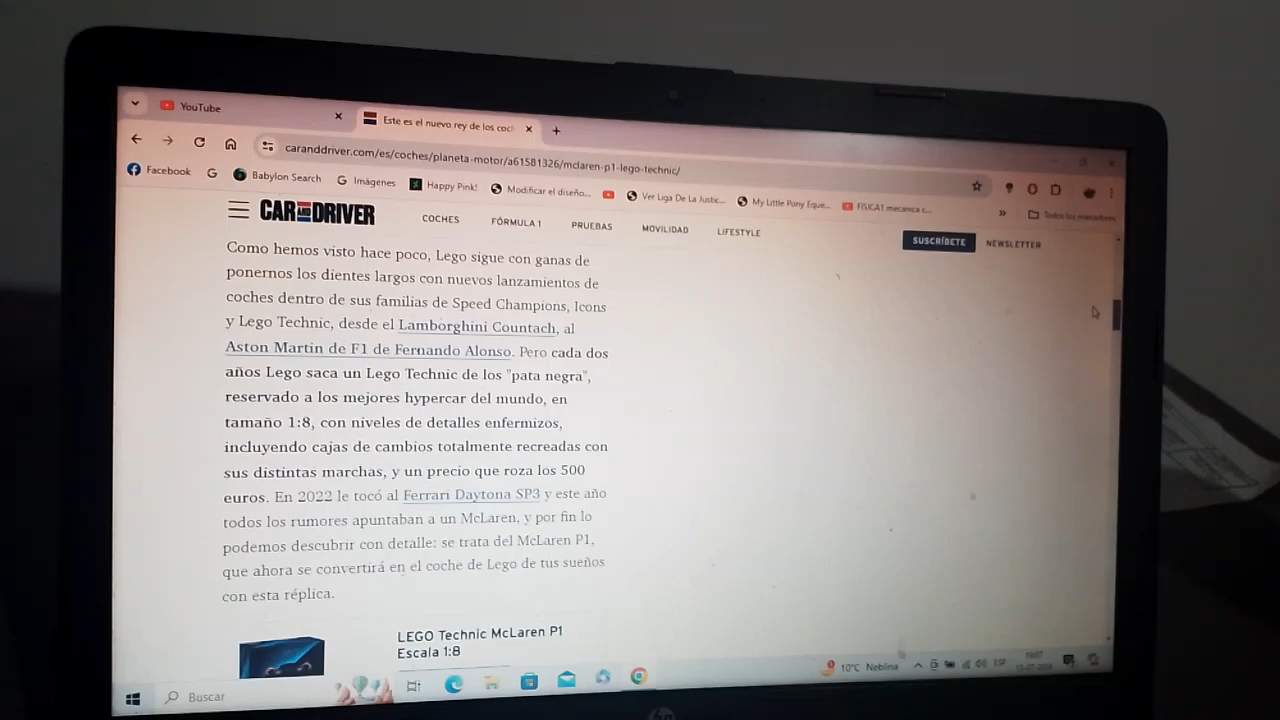 YouTube
Este es el nuevo rey de los coc
caranddriver.com/es/coches/planeta-motor/a61581326/mclaren-p1-lego-technic/
Facebook
Babylon Search
Imágenes
Happy Pink!
Modificar el diseño...
Ver Liga De La Justic...
My Little Pony Eque...
FISICA1 mecanica c...
Todos los marcadores
CAR AND DRIVER
COCHES
FÓRMULA 1
PRUEBAS
MOVILIDAD
LIFESTYLE
SUSCRÍBETE
NEWSLETTER
Como hemos visto hace poco, Lego sigue con ganas de
ponernos los dientes largos con nuevos lanzamientos de
coches dentro de sus familias de Speed Champions, Icons
y Lego Technic, desde el Lamborghini Countach, al
Aston Martin de F1 de Fernando Alonso. Pero cada dos
años Lego saca un Lego Technic de los "pata negra",
reservado a los mejores hypercar del mundo, en
tamaño 1:8, con niveles de detalles enfermizos,
incluyendo cajas de cambios totalmente recreadas con
sus distintas marchas, y un precio que roza los 500
euros. En 2022 le tocó al Ferrari Daytona SP3 y este año
todos los rumores apuntaban a un McLaren, y por fin lo
podemos descubrir con detalle: se trata del McLaren P1,
que ahora se convertirá en el coche de Lego de tus sueños
con esta réplica.
LEGO Technic McLaren P1
Escala 1:8
Buscar
10°C Neblina
ESP
hp